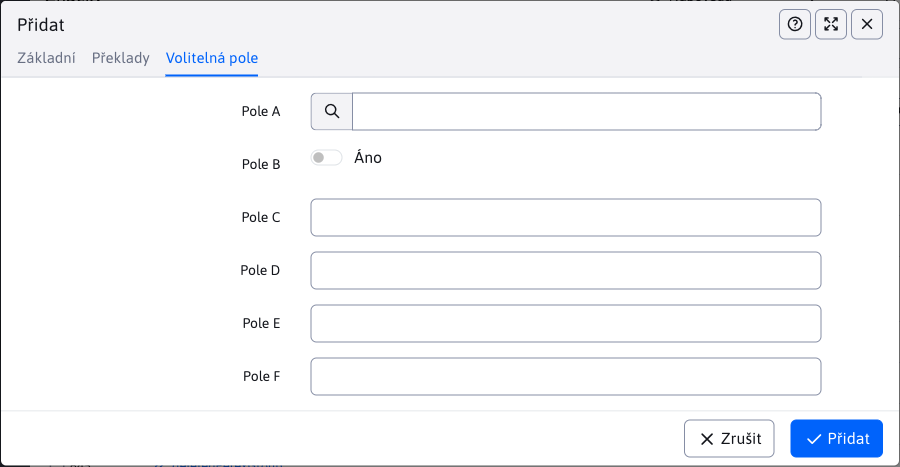 Přidat
Základní Překlady Volitelná pole
Pole A
Pole B Áno
Pole C
Pole D
Pole E
Pole F
Zrušit Přidat